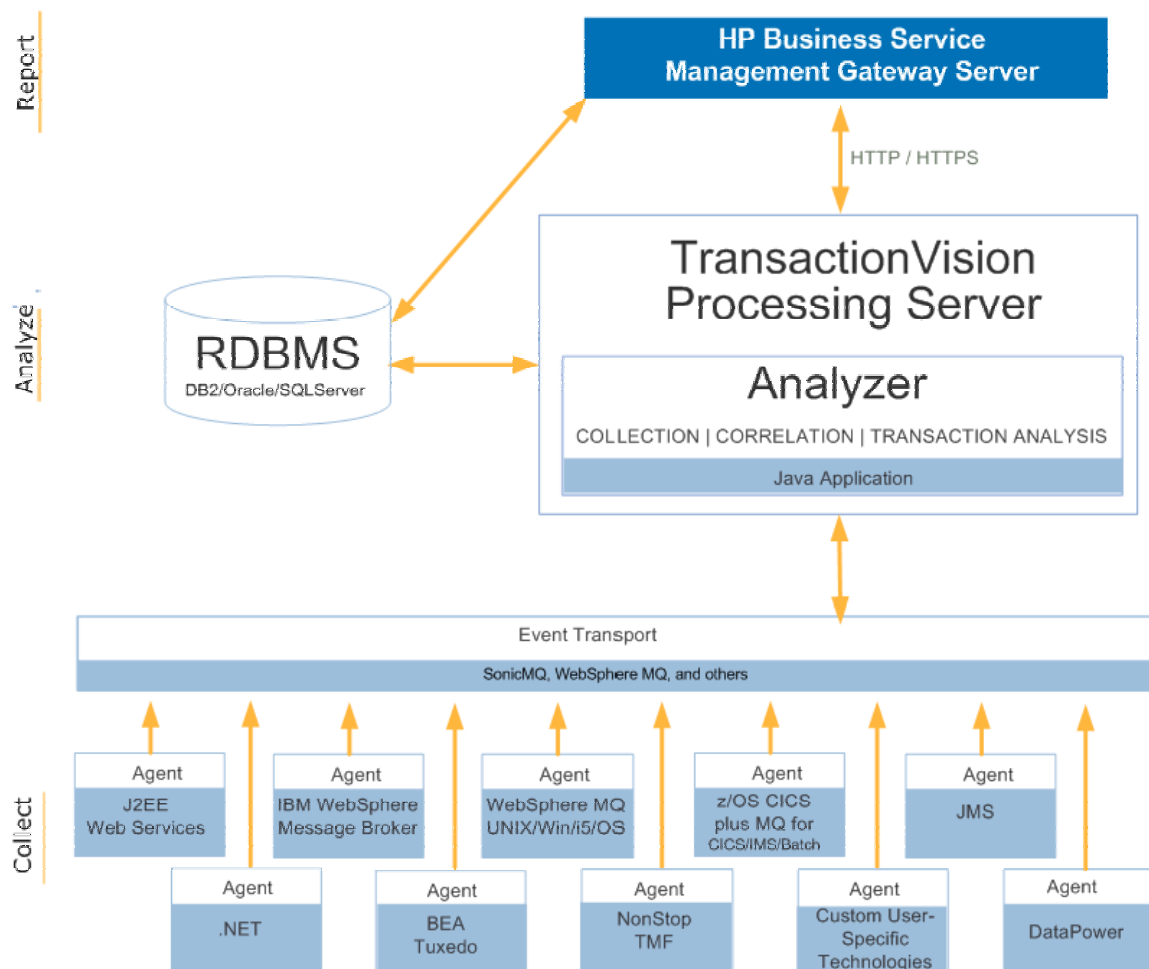 Report
HP Business Service
Management Gateway Server
HTTP / HTTPS
Analyze
TransactionVision
Processing Server
RDBMS
DB2/Oracle/SQLServer
Analyzer
COLLECTION | CORRELATION | TRANSACTION ANALYSIS
Java Application
Event Transport
SonicMQ, WebSphere MQ, and others
Collect
Agent
J2EE
Web Services
Agent
IBM WebSphere
Message Broker
Agent
WebSphere MQ
UNIX/Win/i5/OS
Agent
z/OS CICS
plus MQ for
CICS/IMS/Batch
Agent
JMS
Agent
.NET
Agent
BEA
Tuxedo
Agent
NonStop
TMF
Agent
Custom User-
Specific
Technologies
Agent
DataPower